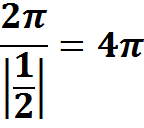 2π / |1/2| = 4π